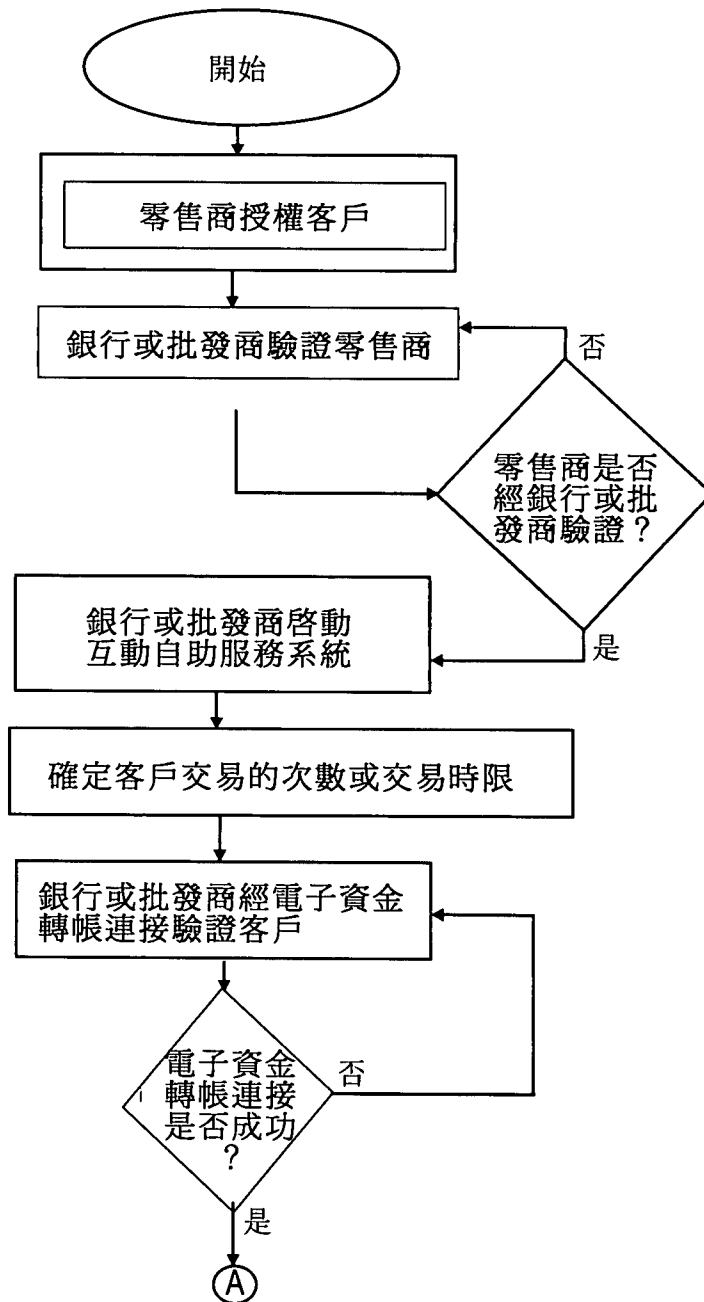 開始
零售商授權客戶
銀行或批發商驗證零售商
否
零售商是否
經銀行或批
發商驗證？
是
銀行或批發商啓動
互動自助服務系統
確定客戶交易的次數或交易時限
銀行或批發商經電子資金
轉帳連接驗證客戶
電子資金
轉帳連接
是否成功
？
否
是
A